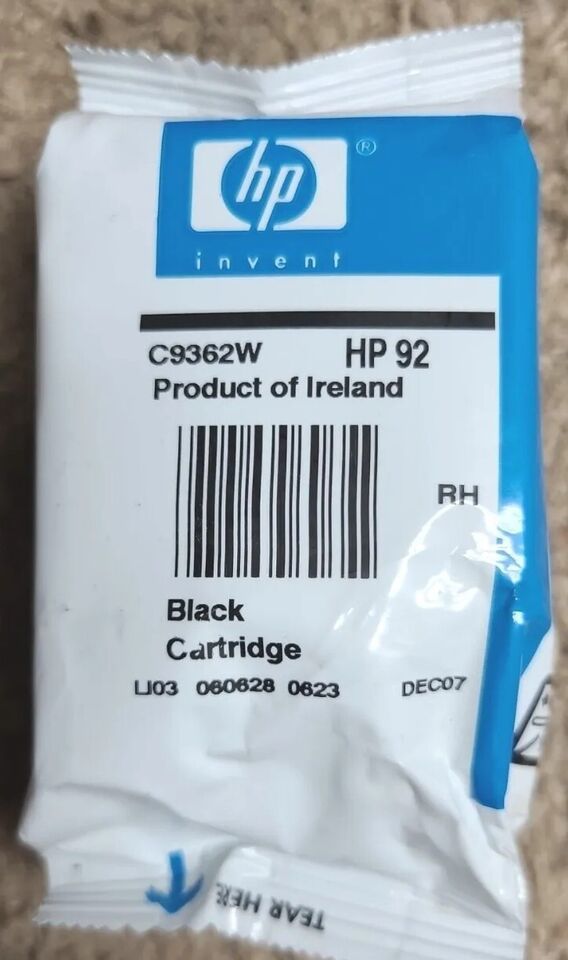 hp ®
invent
C9362W HP 92
Product of Ireland
RH
Black
Cartridge
LI03 060628 0623 DEC07
TEAR HERE